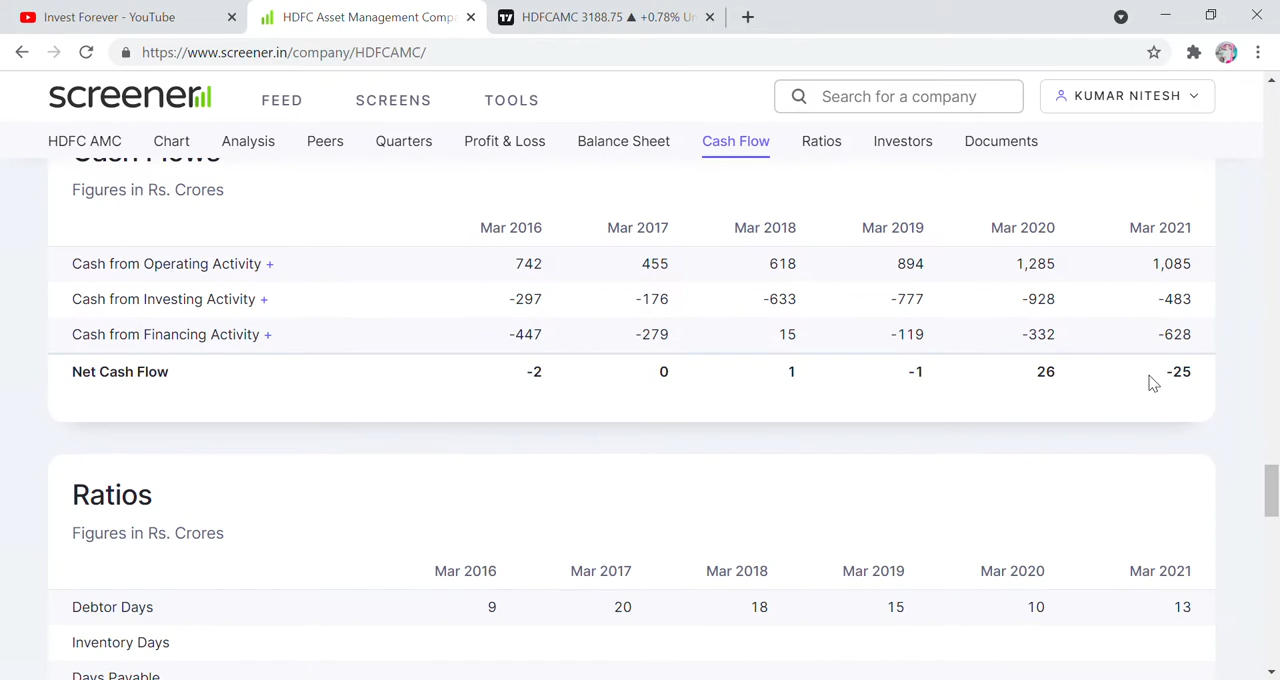 Invest Forever - YouTube
HDFC Asset Management Comp
HDFCAMC 3188.75 ▲ +0.78% Un
https://www.screener.in/company/HDFCAMC/
screener
FEED
SCREENS
TOOLS
Search for a company
KUMAR NITESH
HDFC AMC Chart Analysis Peers Quarters Profit & Loss Balance Sheet Cash Flow Ratios Investors Documents
Cash Flows
Figures in Rs. Crores
Mar 2016 Mar 2017 Mar 2018 Mar 2019 Mar 2020 Mar 2021
Cash from Operating Activity + 742 455 618 894 1,285 1,085
Cash from Investing Activity + -297 -176 -633 -777 -928 -483
Cash from Financing Activity + -447 -279 15 -119 -332 -628
Net Cash Flow -2 0 1 -1 26 -25
Ratios
Figures in Rs. Crores
Mar 2016 Mar 2017 Mar 2018 Mar 2019 Mar 2020 Mar 2021
Debtor Days 9 20 18 15 10 13
Inventory Days
Days Payable